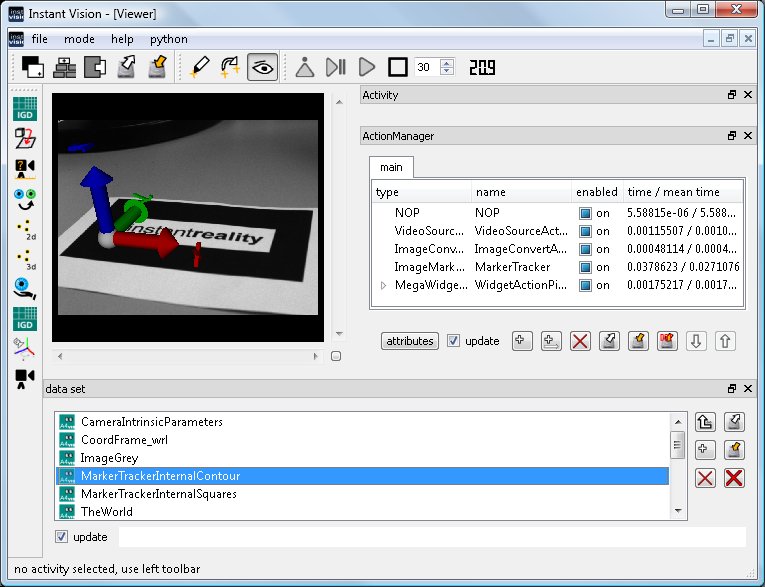 Instant Vision - [Viewer]
file mode help python
30
20.9
IGD
2d
3d
IGD
instantreality
Activity
ActionManager
main
type name enabled time / mean time
NOP NOP on 5.58815e-06 / 5.588...
VideoSourc... VideoSourceAct... on 0.00115507 / 0.0010...
ImageConv... ImageConvertA... on 0.00048114 / 0.0004...
ImageMark... MarkerTracker on 0.0378623 / 0.0271076
MegaWidge... WidgetActionPi... on 0.00175217 / 0.0017...
attributes update
data set
CameraIntrinsicParameters
CoordFrame_wrl
ImageGrey
MarkerTrackerInternalContour
MarkerTrackerInternalSquares
TheWorld
update
no activity selected, use left toolbar